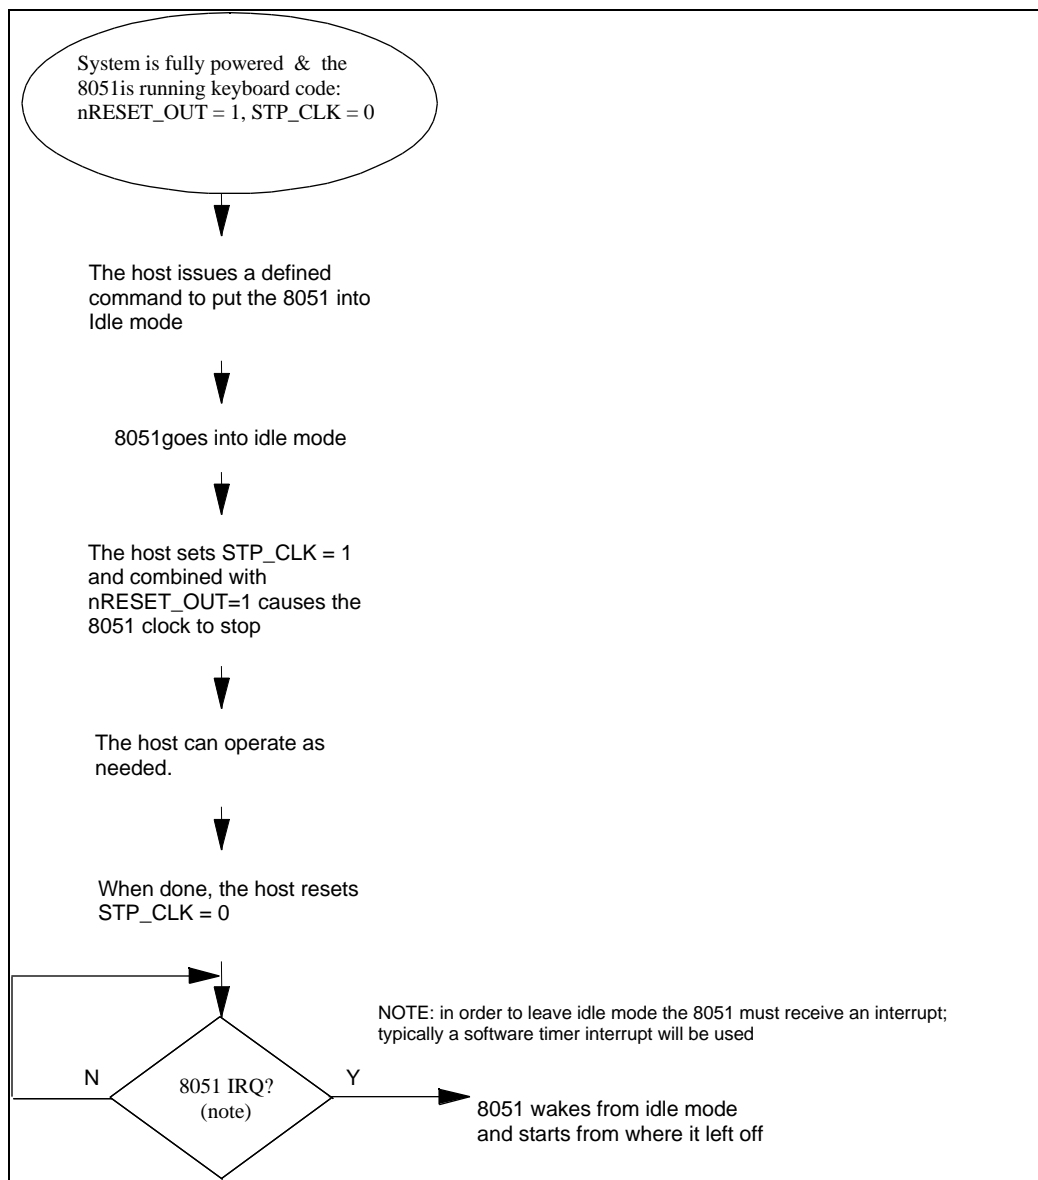 System is fully powered & the
8051is running keyboard code:
nRESET_OUT = 1, STP_CLK = 0
The host issues a defined
command to put the 8051 into
Idle mode
8051goes into idle mode
The host sets STP_CLK = 1
and combined with
nRESET_OUT=1 causes the
8051 clock to stop
The host can operate as
needed.
When done, the host resets
STP_CLK = 0
NOTE: in order to leave idle mode the 8051 must receive an interrupt;
typically a software timer interrupt will be used
N
8051 IRQ?
(note)
Y
8051 wakes from idle mode
and starts from where it left off